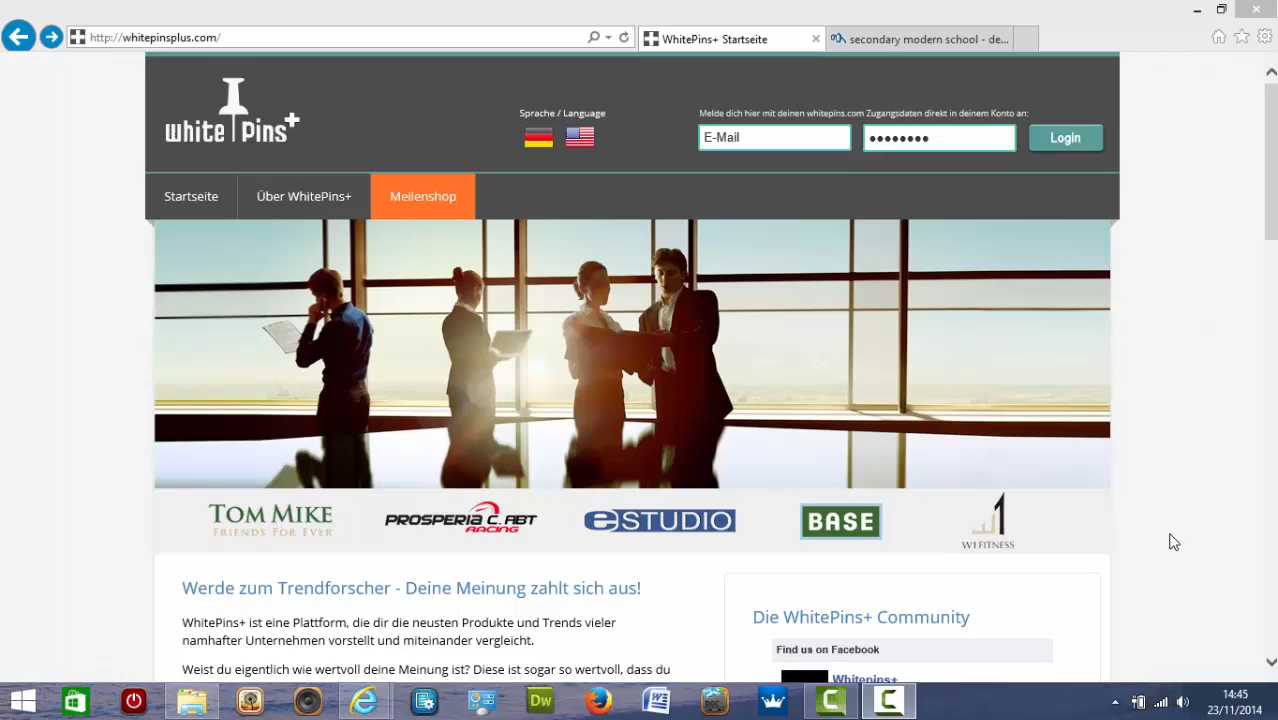 http://whitepinsplus.com/
WhitePins+ Startseite
secondary modern school - de...
white Pins+
Sprache / Language
Melde dich hier mit deinen whitepins.com Zugangsdaten direkt in deinem Konto an:
E-Mail
●●●●●●●●
Login
Startseite
Über WhitePins+
Meilenshop
TOM MIKE
FRIENDS FOR EVER
PROSPERIA C. ABT
RACING
eSTUDIO
BASE
W1 FITNESS
Werde zum Trendforscher - Deine Meinung zahlt sich aus!
WhitePins+ ist eine Plattform, die dir die neusten Produkte und Trends vieler
namhafter Unternehmen vorstellt und miteinander vergleicht.
Weist du eigentlich wie wertvoll deine Meinung ist? Diese ist sogar so wertvoll, dass du
Die WhitePins+ Community
Find us on Facebook
Whitepins+
Dw
DOC
14:45
23/11/2014